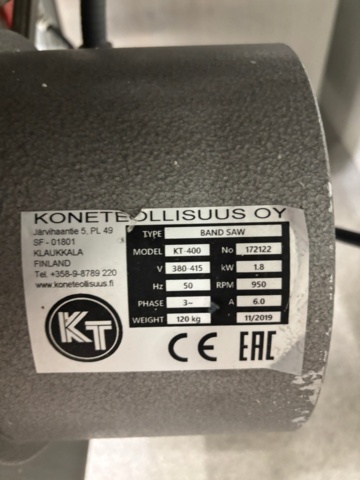 KONETEOLLISUUS OY
Järvihaantie 5, PL 49
SF - 01801
KLAUKKALA
FINLAND
Tel. +358-9-8789 220
www.koneteollisuus.fi
KT
TYPE BAND SAW
MODEL KT-400 No 172122
V 380-415 kW 1.8
Hz 50 RPM 950
PHASE 3~ A 6.0
WEIGHT 120 kg 11/2019
CE EAC